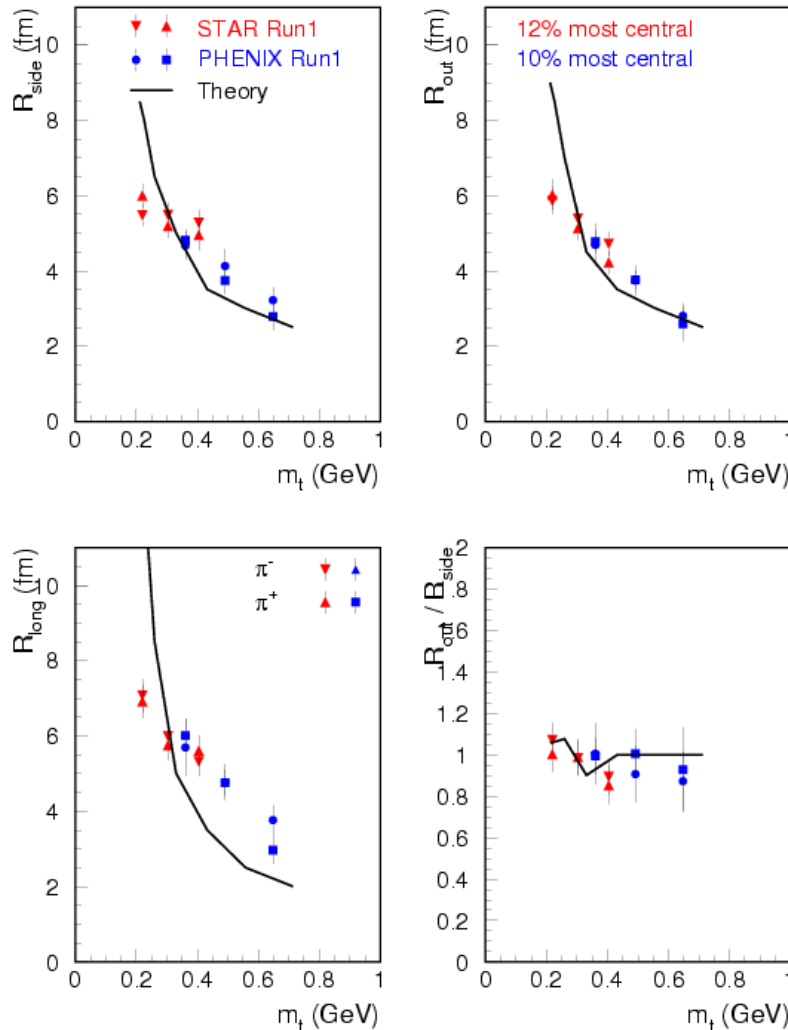 R_side (fm)
10
8
6
4
2
0
STAR Run1
PHENIX Run1
Theory
0 0.2 0.4 0.6 0.8 1
m_t (GeV)
R_out (fm)
10
8
6
4
2
0
12% most central
10% most central
0 0.2 0.4 0.6 0.8 1
m_t (GeV)
R_long (fm)
10
8
6
4
2
0
π⁻
π⁺
0 0.2 0.4 0.6 0.8 1
m_t (GeV)
R_out / R_side
2
1.8
1.6
1.4
1.2
1
0.8
0.6
0.4
0.2
0
0 0.2 0.4 0.6 0.8 1
m_t (GeV)